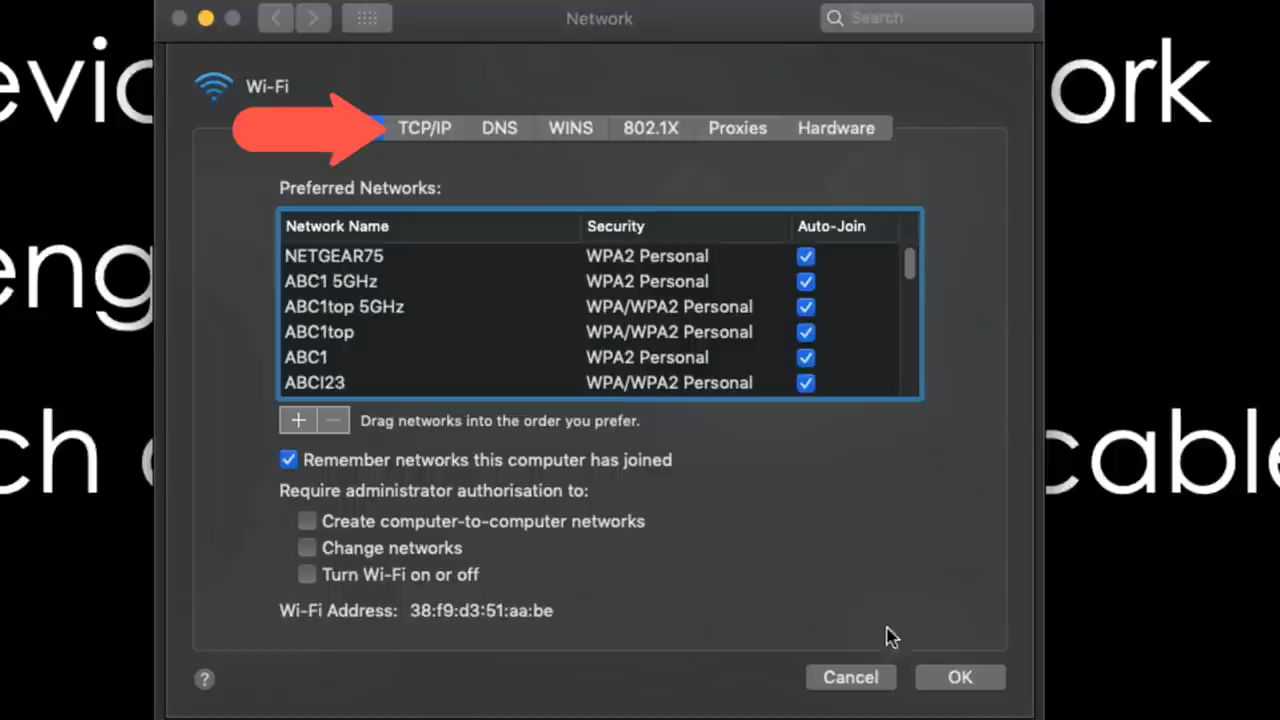 Network
Search
Wi-Fi
TCP/IP DNS WINS 802.1X Proxies Hardware
Preferred Networks:
Network Name Security Auto-Join
NETGEAR75 WPA2 Personal
ABC1 5GHz WPA2 Personal
ABC1top 5GHz WPA/WPA2 Personal
ABC1top WPA/WPA2 Personal
ABC1 WPA2 Personal
ABCI23 WPA/WPA2 Personal
+ − Drag networks into the order you prefer.
Remember networks this computer has joined
Require administrator authorisation to:
Create computer-to-computer networks
Change networks
Turn Wi-Fi on or off
Wi-Fi Address: 38:f9:d3:51:aa:be
? Cancel OK
evic
ork
eng
ch
cable